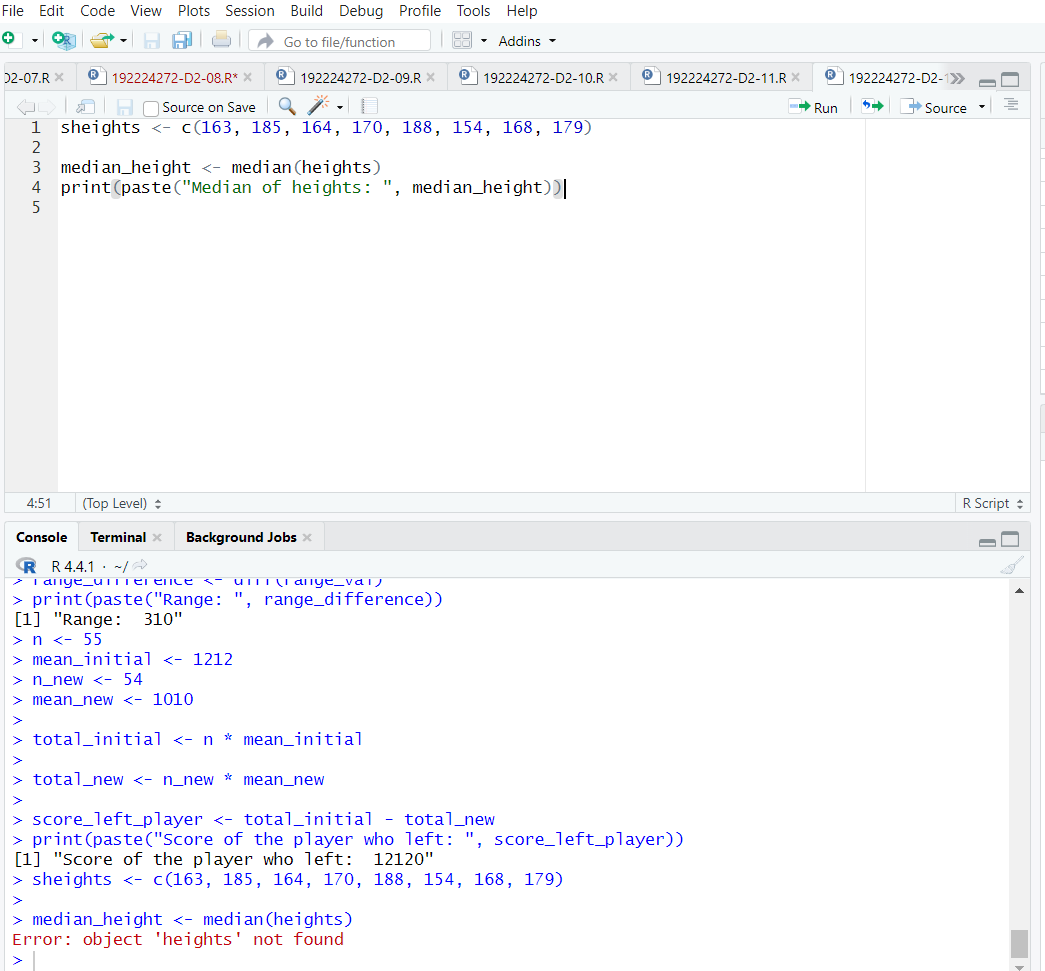 File Edit Code View Plots Session Build Debug Profile Tools Help
Go to file/function Addins
D2-07.R 192224272-D2-08.R* 192224272-D2-09.R 192224272-D2-10.R 192224272-D2-11.R 192224272-D2-1
Source on Save Run Source
1 sheights <- c(163, 185, 164, 170, 188, 154, 168, 179)
2
3 median_height <- median(heights)
4 print(paste("Median of heights: ", median_height))
5
4:51 (Top Level) R Script
Console Terminal Background Jobs
R 4.4.1 · ~/
> range_difference <- diff(range_val)
> print(paste("Range: ", range_difference))
[1] "Range:  310"
> n <- 55
> mean_initial <- 1212
> n_new <- 54
> mean_new <- 1010
>
> total_initial <- n * mean_initial
>
> total_new <- n_new * mean_new
>
> score_left_player <- total_initial - total_new
> print(paste("Score of the player who left: ", score_left_player))
[1] "Score of the player who left:  12120"
> sheights <- c(163, 185, 164, 170, 188, 154, 168, 179)
>
> median_height <- median(heights)
Error: object 'heights' not found
>